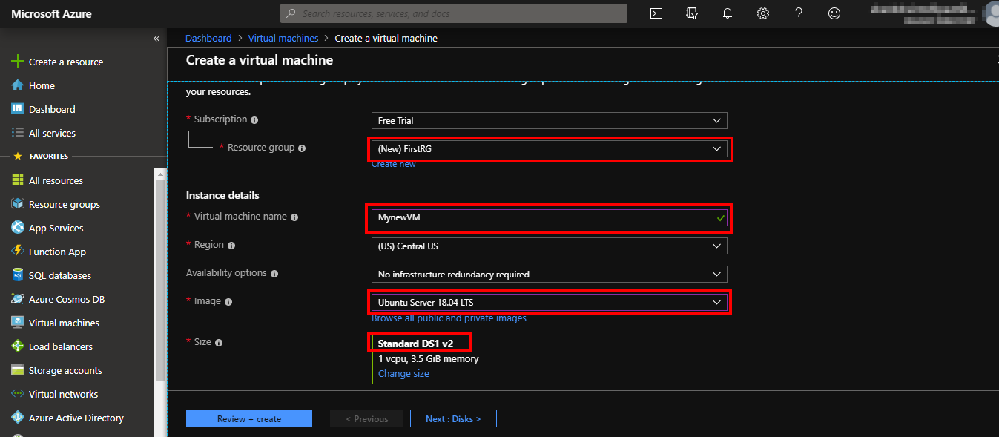 Microsoft Azure
Search resources, services, and docs
Dashboard > Virtual machines > Create a virtual machine
Create a virtual machine
Create a resource
Home
Dashboard
All services
FAVORITES
All resources
Resource groups
App Services
Function App
SQL databases
Azure Cosmos DB
Virtual machines
Load balancers
Storage accounts
Virtual networks
Azure Active Directory
your resources.
* Subscription
Free Trial
* Resource group
(New) FirstRG
Create new
Instance details
* Virtual machine name
MynewVM
* Region
(US) Central US
Availability options
No infrastructure redundancy required
* Image
Ubuntu Server 18.04 LTS
Browse all public and private images
* Size
Standard DS1 v2
1 vcpu, 3.5 GiB memory
Change size
Review + create
< Previous
Next : Disks >